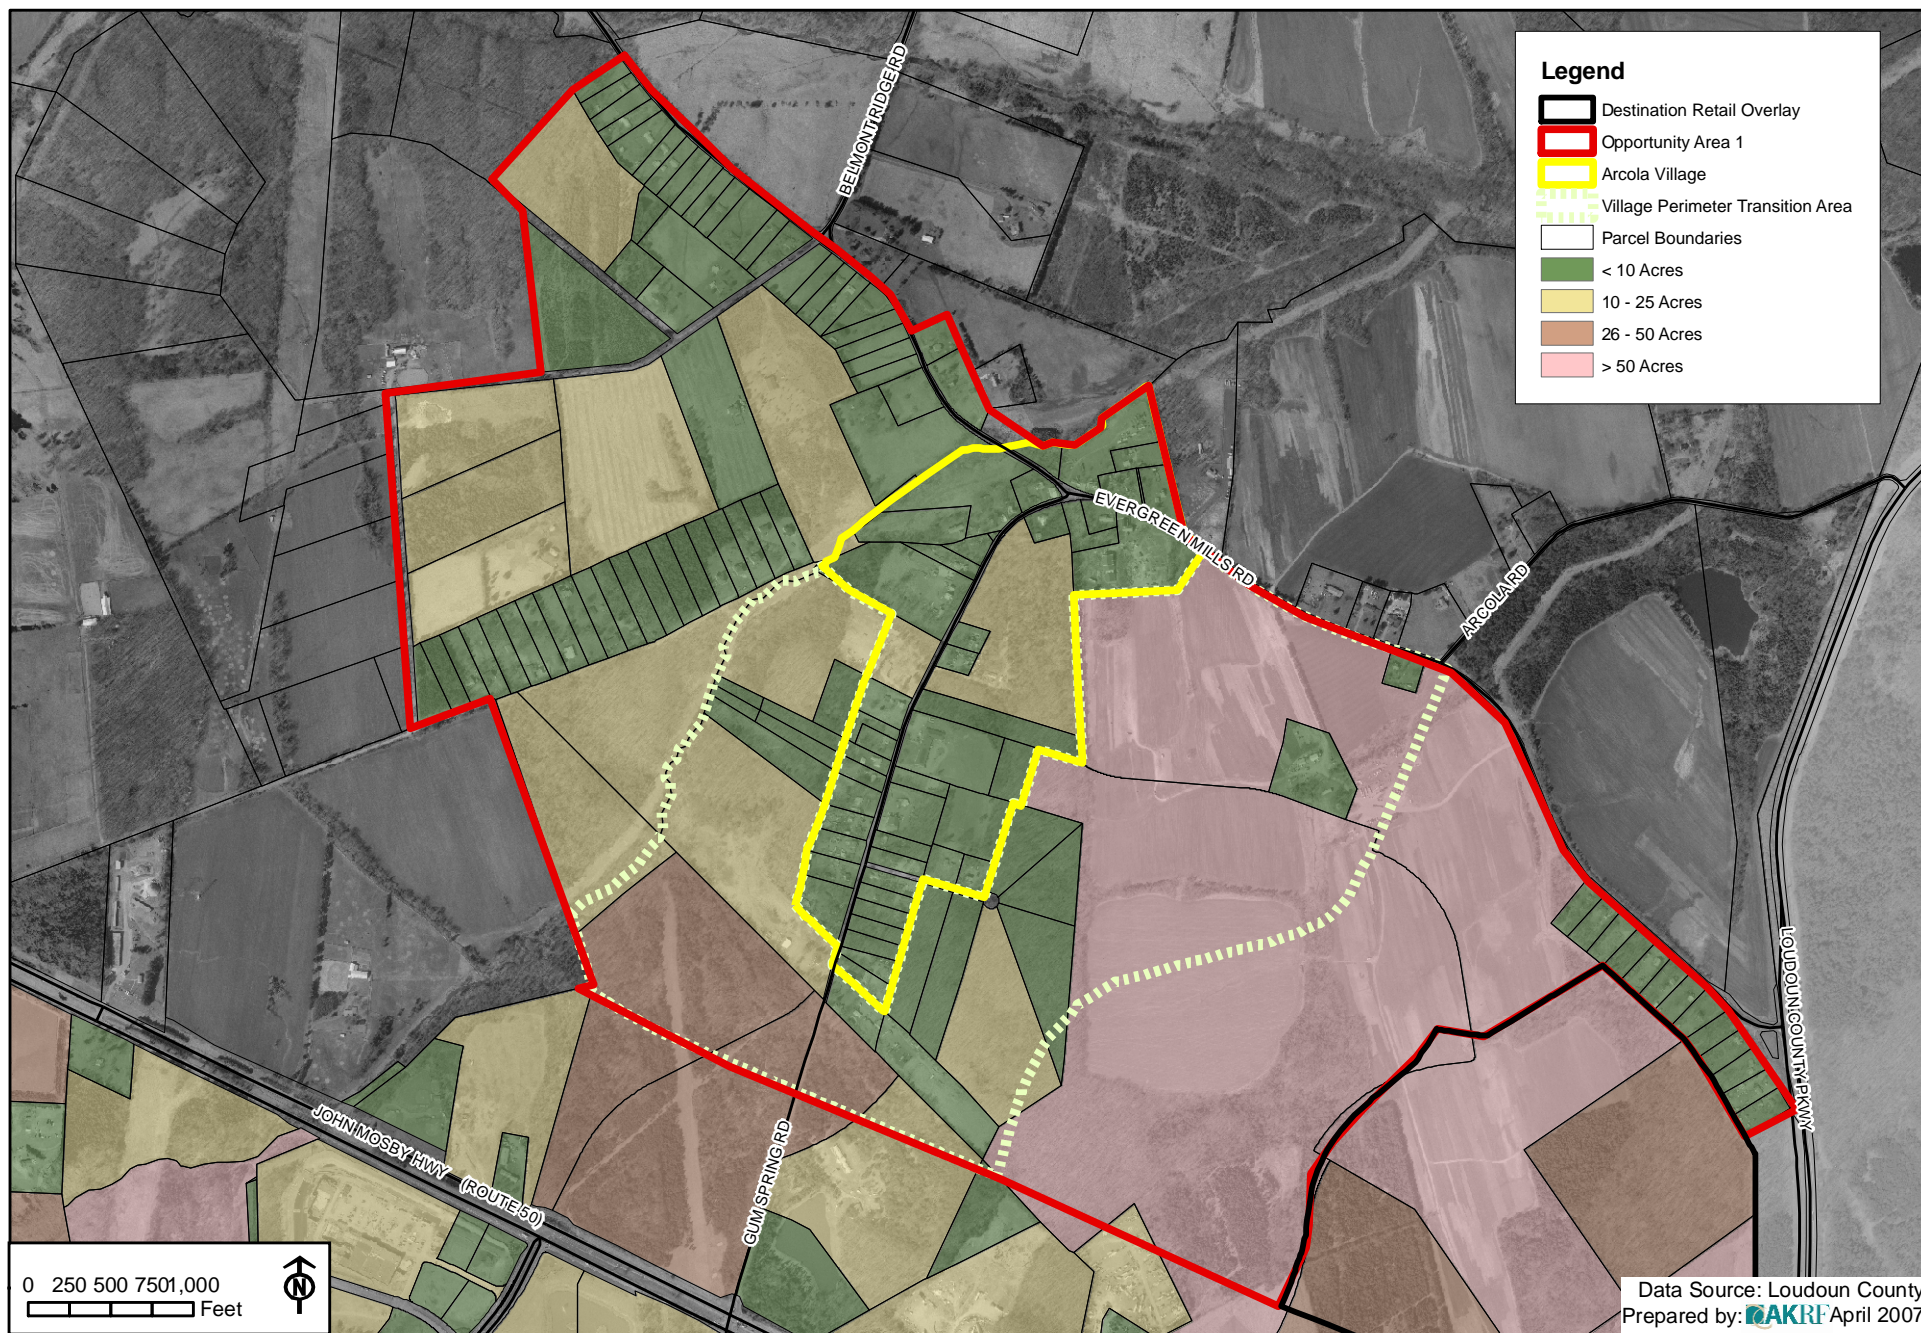 BELMONT RIDGE RD
Legend
Destination Retail Overlay
Opportunity Area 1
Arcola Village
Village Perimeter Transition Area
Parcel Boundaries
< 10 Acres
10 - 25 Acres
26 - 50 Acres
> 50 Acres
EVERGREEN MILLS RD
ARCOLA RD
LOUDOUN COUNTY PKWY
JOHN MOSBY HWY (ROUTE 50)
GUM SPRING RD
0 250 500 750 1,000
Feet
N
Data Source: Loudoun County
Prepared by: AKRF April 2007